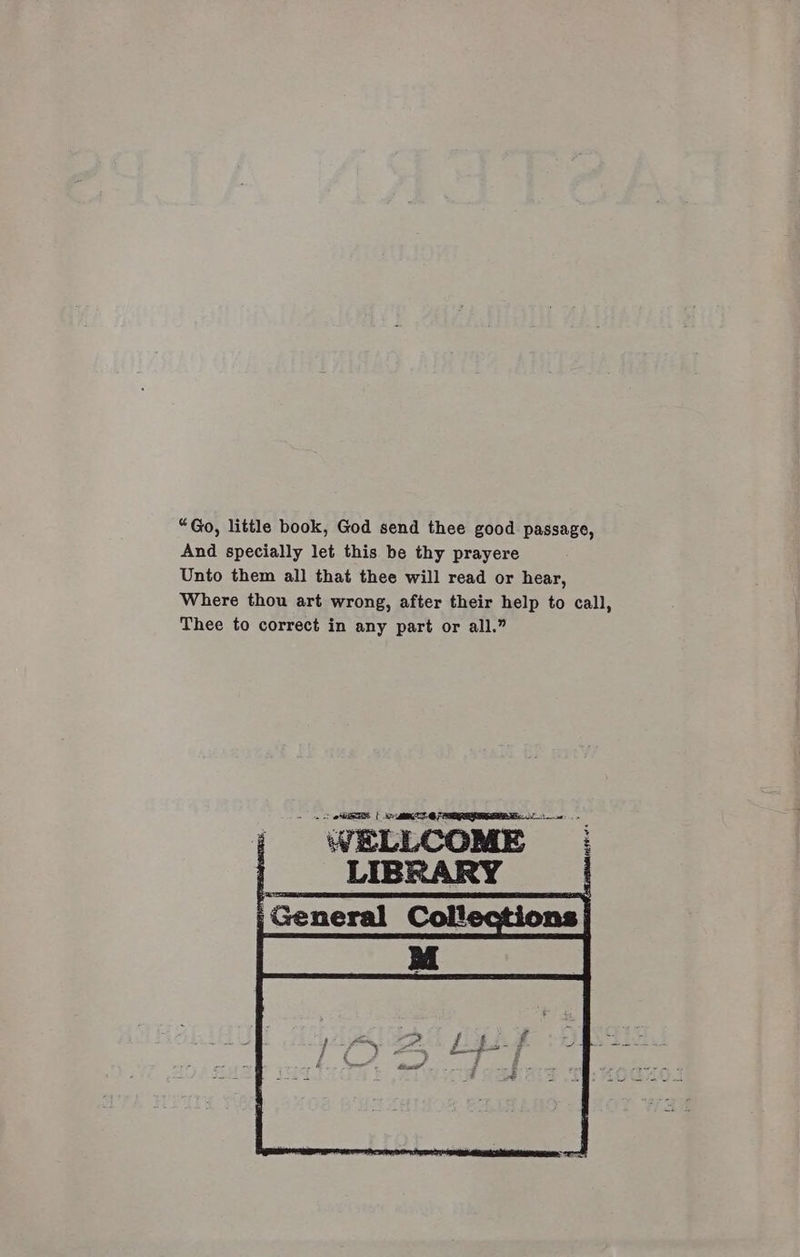 “Go, little book, God send thee good passage,
And specially let this be thy prayere
Unto them all that thee will read or hear,
Where thou art wrong, after their help to call,
Thee to correct in any part or all.”
WELLCOME
LIBRARY
General Collections
M